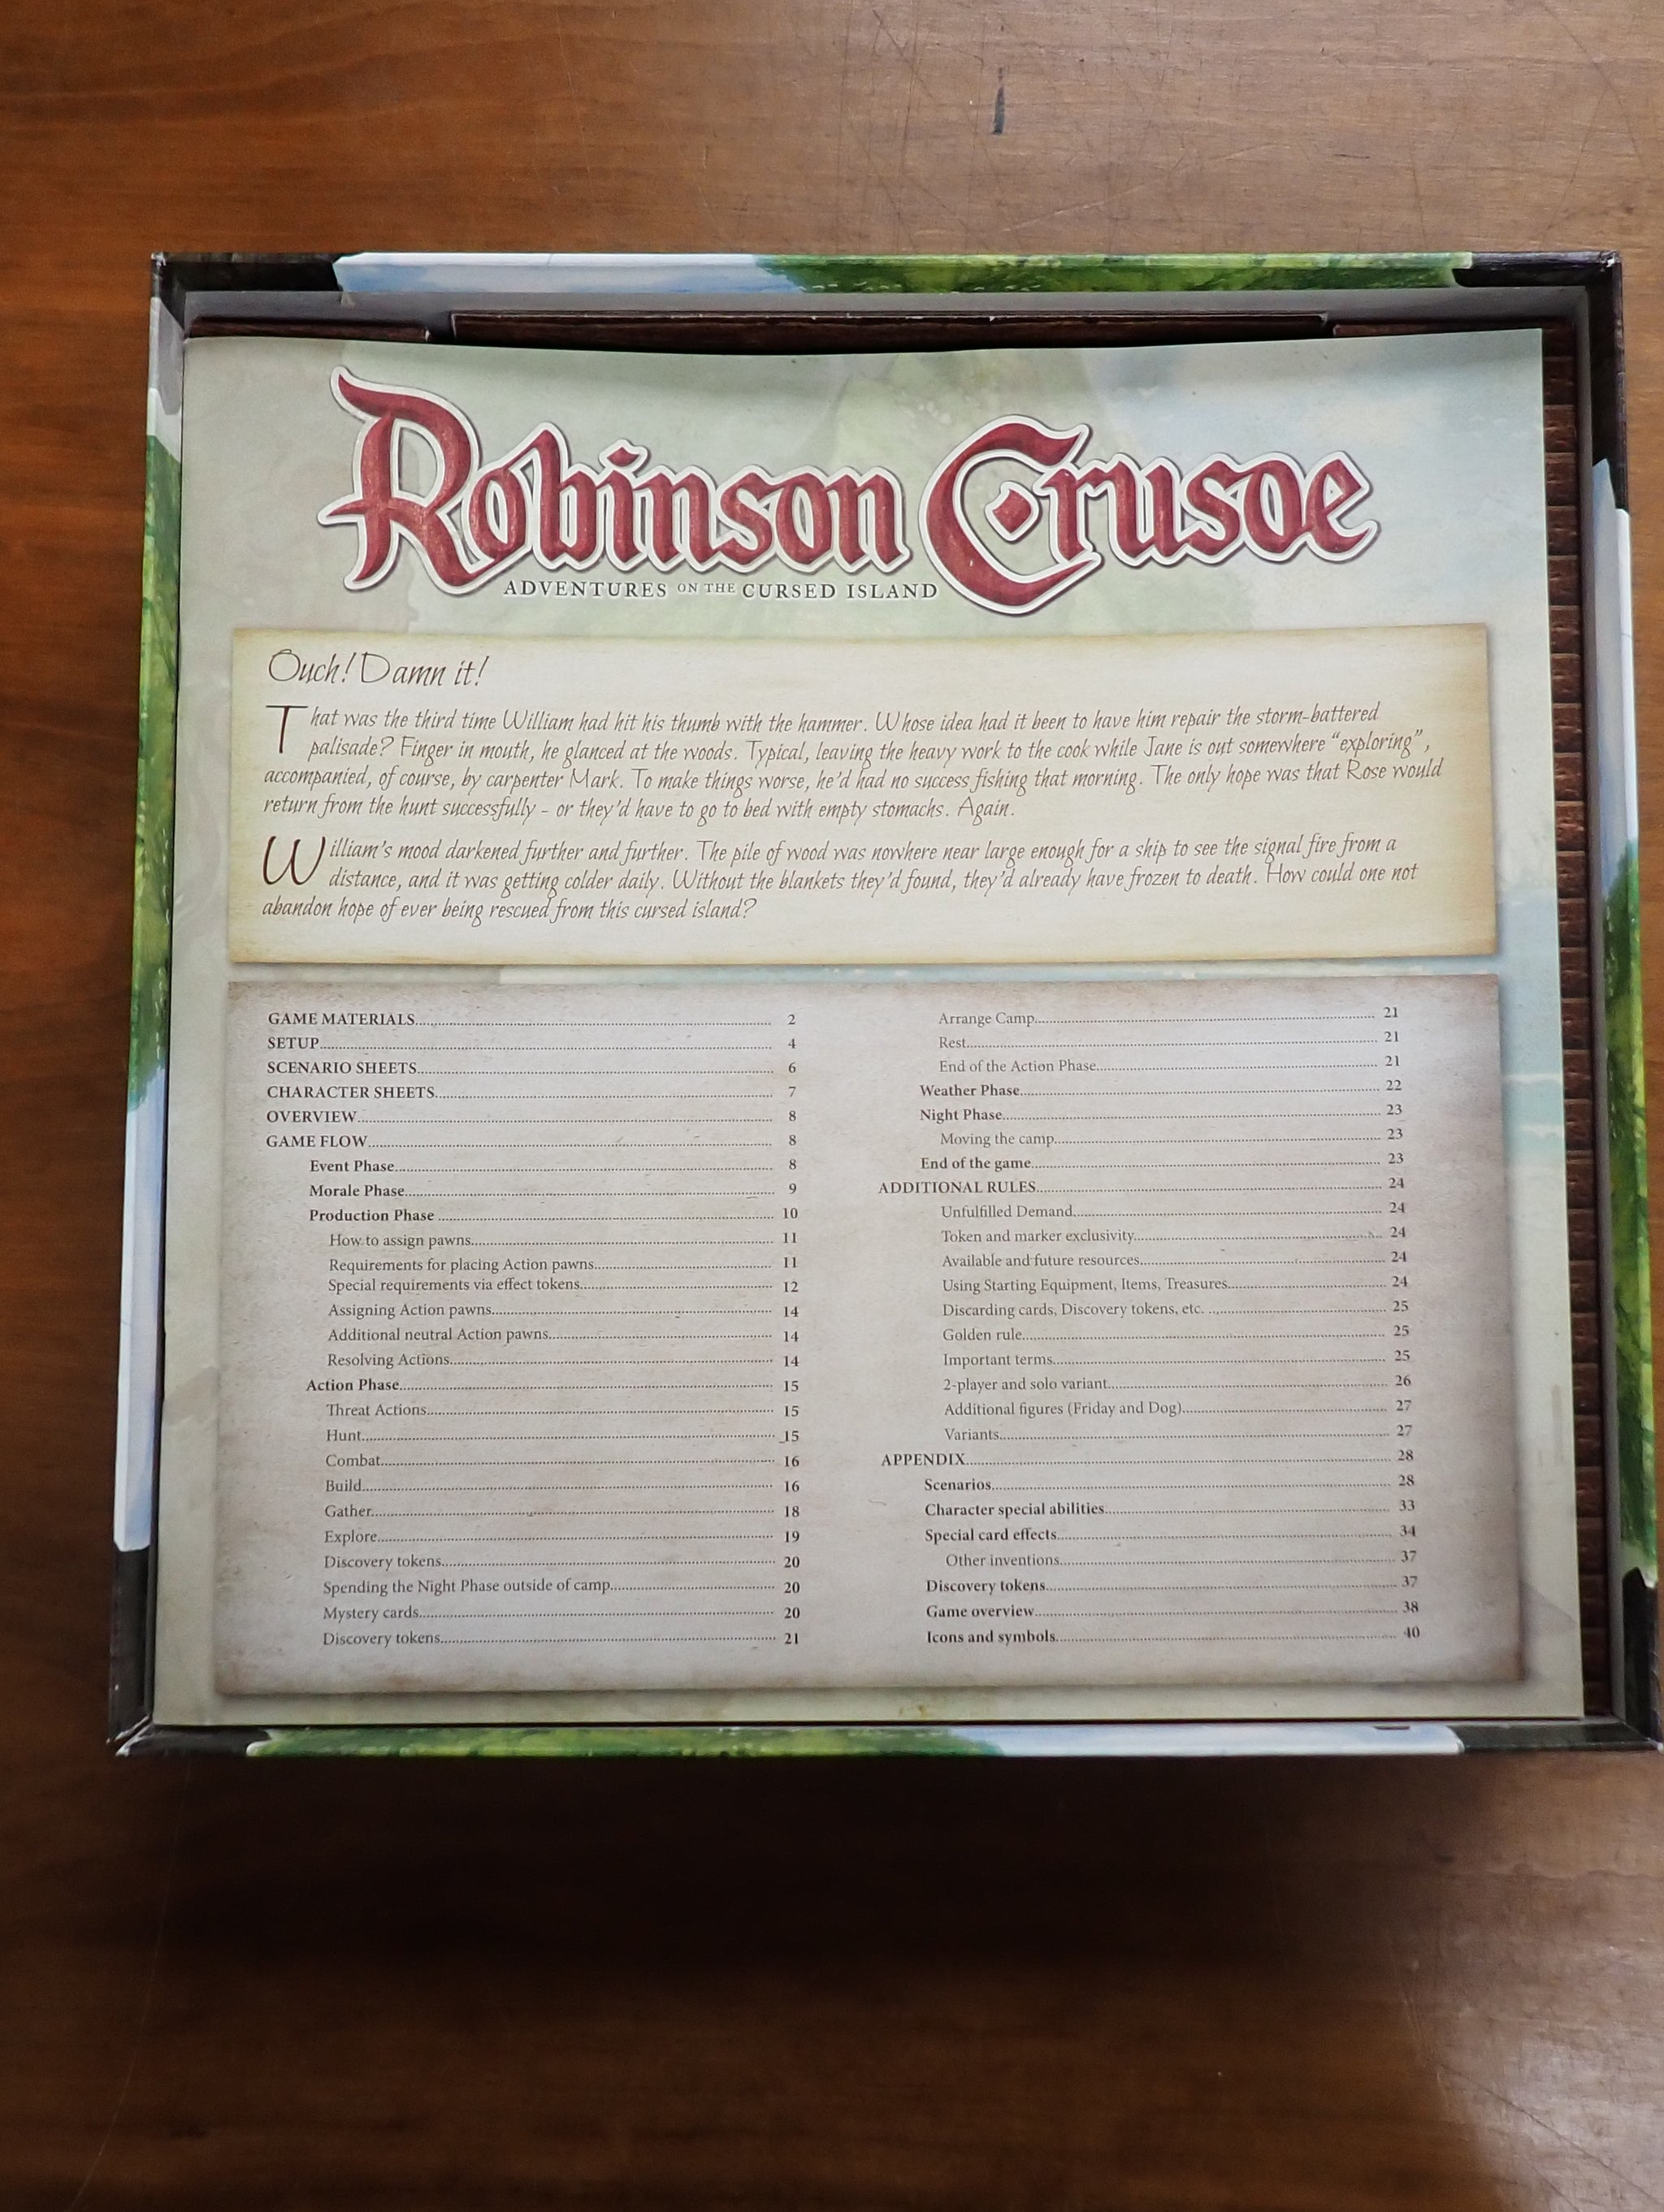 Robinson Crusoe
ADVENTURES ON THE CURSED ISLAND
Ouch! Damn it!
That was the third time William had hit his thumb with the hammer. Whose idea had it been to have him repair the storm-battered
palisade? Finger in mouth, he glanced at the woods. Typical, leaving the heavy work to the cook while Jane is out somewhere “exploring”,
accompanied, of course, by carpenter Mark. To make things worse, he’d had no success fishing that morning. The only hope was that Rose would
return from the hunt successfully - or they’d have to go to bed with empty stomachs. Again.
William’s mood darkened further and further. The pile of wood was nowhere near large enough for a ship to see the signal fire from a
distance, and it was getting colder daily. Without the blankets they’d found, they’d already have frozen to death. How could one not
abandon hope of ever being rescued from this cursed island?
GAME MATERIALS 2
SETUP 4
SCENARIO SHEETS 6
CHARACTER SHEETS 7
OVERVIEW 8
GAME FLOW 8
Event Phase 8
Morale Phase 9
Production Phase 10
How to assign pawns 11
Requirements for placing Action pawns 11
Special requirements via effect tokens 12
Assigning Action pawns 14
Additional neutral Action pawns 14
Resolving Actions 14
Action Phase 15
Threat Actions 15
Hunt 15
Combat 16
Build 16
Gather 18
Explore 19
Discovery tokens 20
Spending the Night Phase outside of camp 20
Mystery cards 20
Discovery tokens 21
Arrange Camp 21
Rest 21
End of the Action Phase 21
Weather Phase 22
Night Phase 23
Moving the camp 23
End of the game 23
ADDITIONAL RULES 24
Unfulfilled Demand 24
Token and marker exclusivity 24
Available and future resources 24
Using Starting Equipment, Items, Treasures 24
Discarding cards, Discovery tokens, etc. 25
Golden rule 25
Important terms 25
2-player and solo variant 26
Additional figures (Friday and Dog) 27
Variants 27
APPENDIX 28
Scenarios 28
Character special abilities 33
Special card effects 34
Other inventions 37
Discovery tokens 37
Game overview 38
Icons and symbols 40